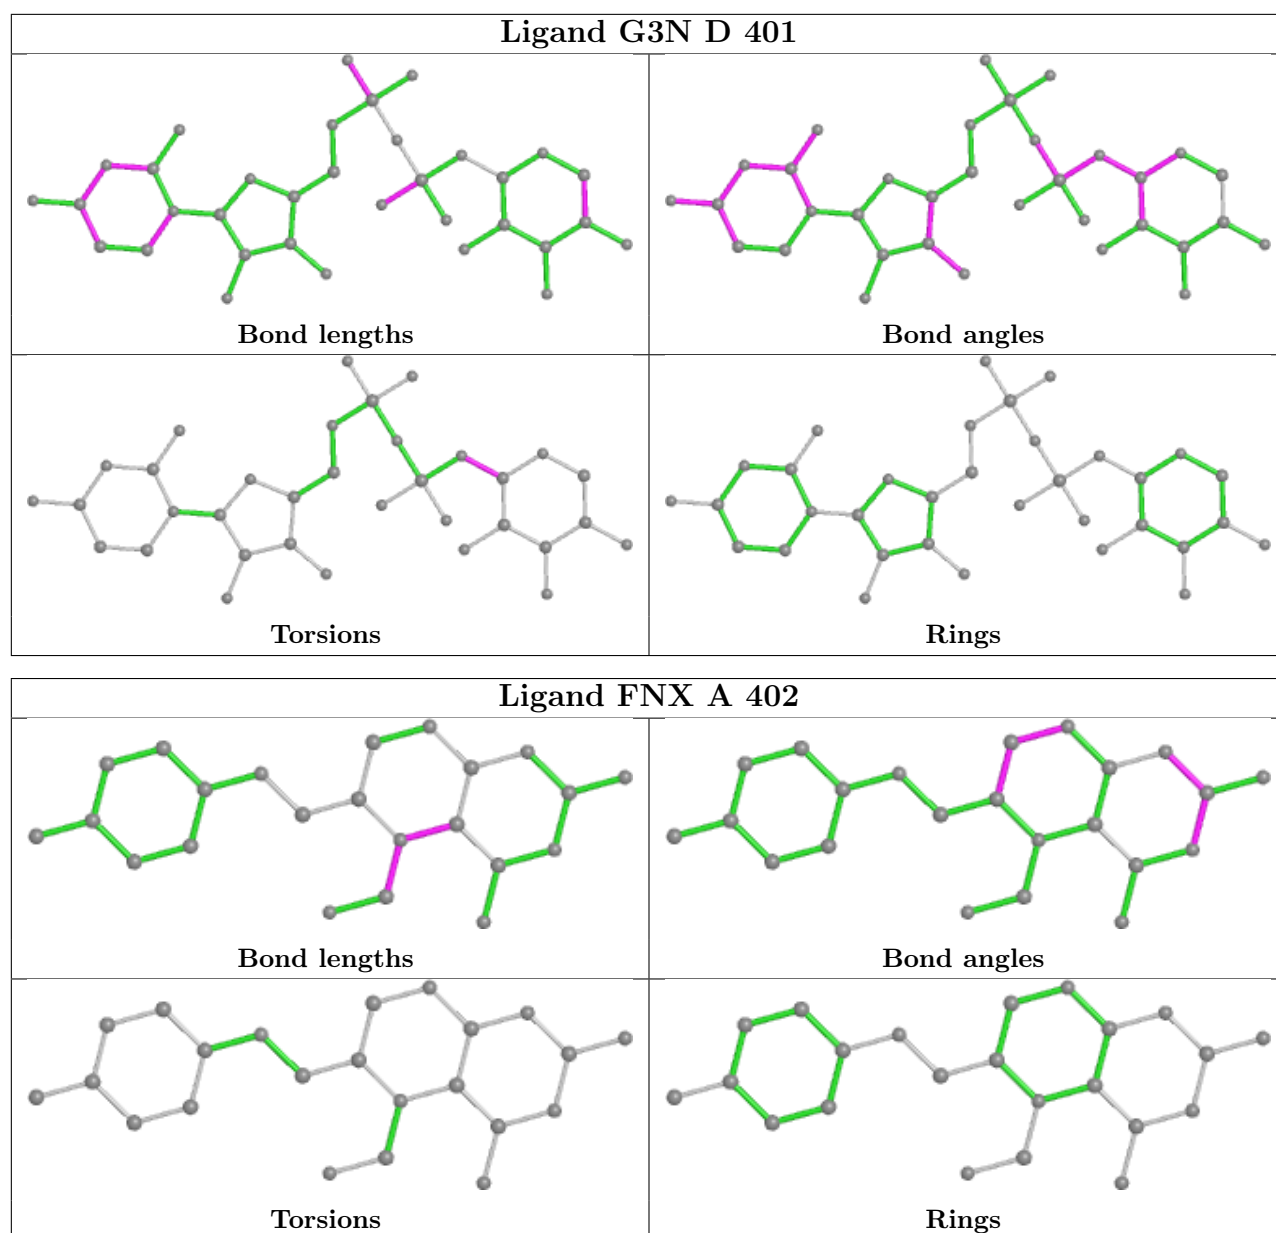 Ligand G3N D 401
Bond lengths
Bond angles
Torsions
Rings
Ligand FNX A 402
Bond lengths
Bond angles
Torsions
Rings